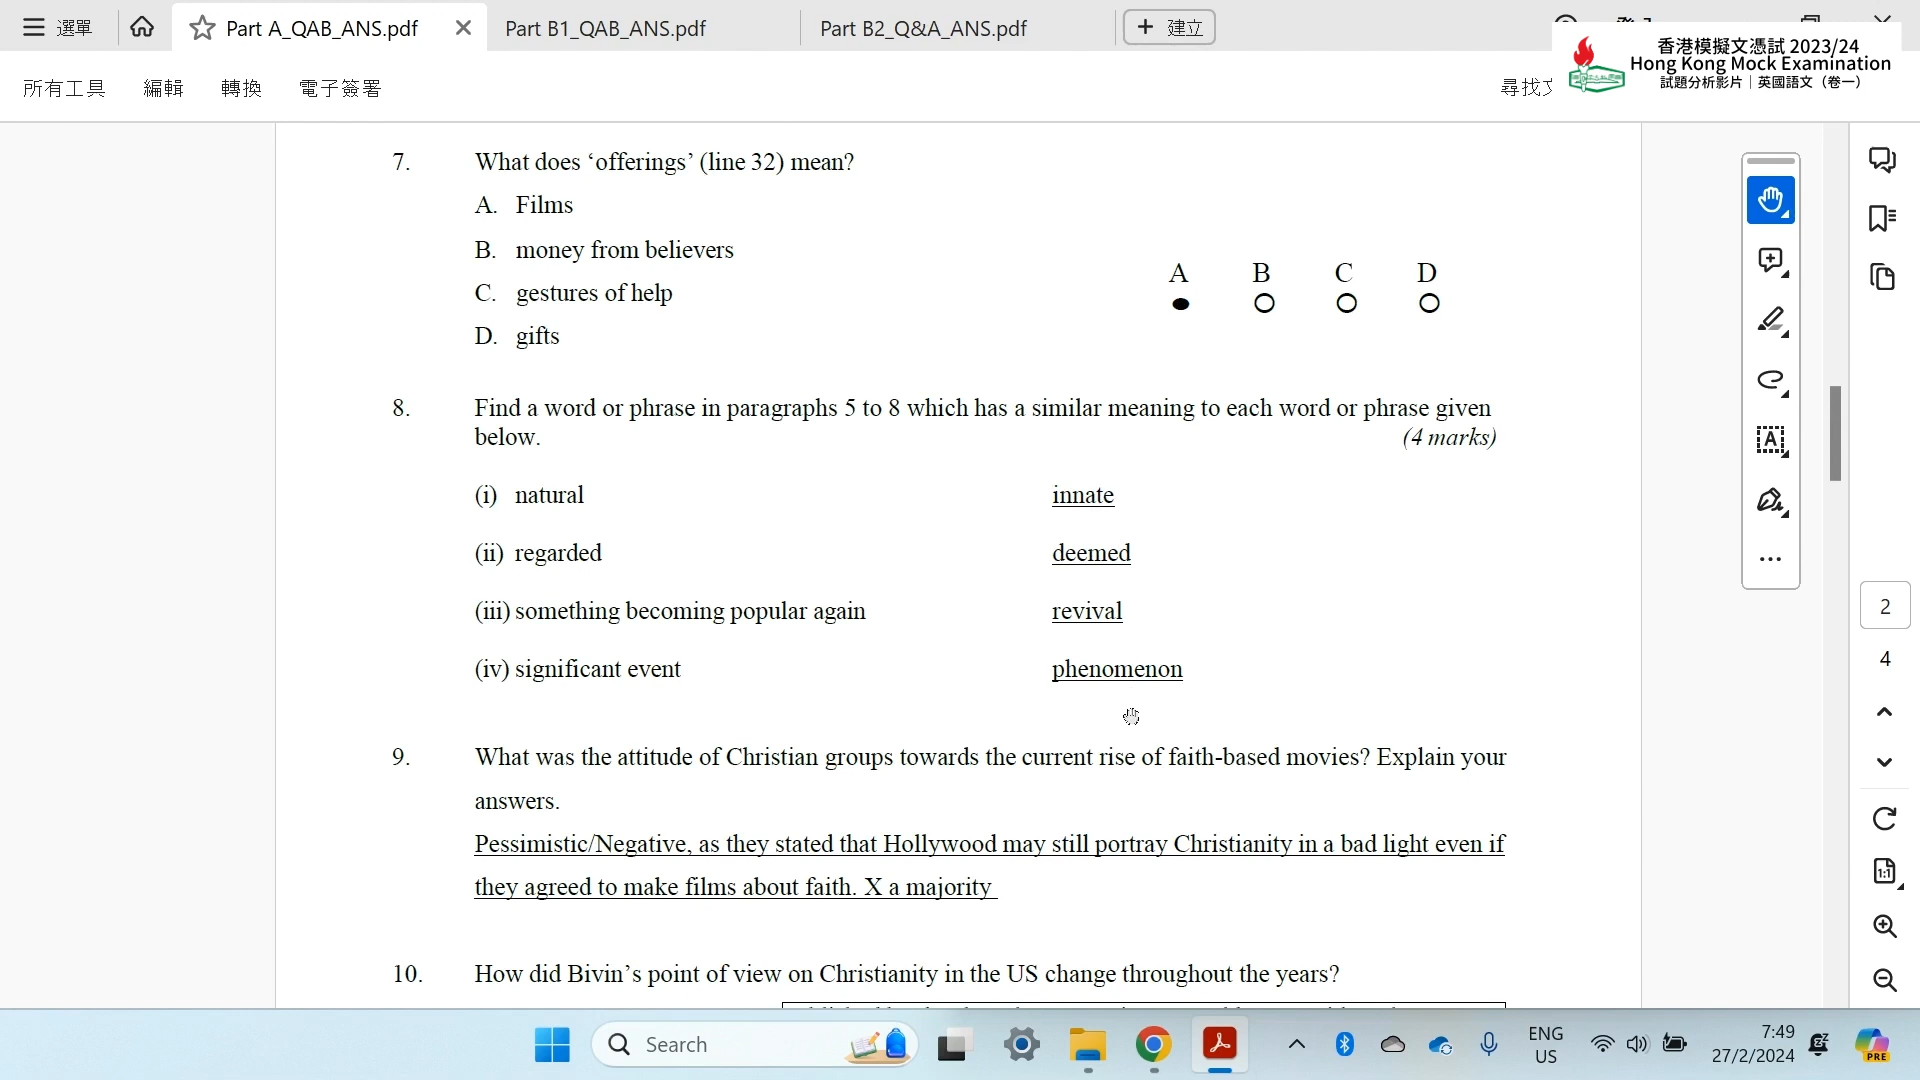 選單
Part A_QAB_ANS.pdf
Part B1_QAB_ANS.pdf
Part B2_Q&A_ANS.pdf
建立
所有工具
編輯
轉換
電子簽署
尋找文
香港模擬文憑試 2023/24
Hong Kong Mock Examination
試題分析影片｜英國語文（卷一）
7. What does ‘offerings’ (line 32) mean?
A. Films
B. money from believers
C. gestures of help
D. gifts
A B C D
8. Find a word or phrase in paragraphs 5 to 8 which has a similar meaning to each word or phrase given
below. (4 marks)
(i) natural innate
(ii) regarded deemed
(iii) something becoming popular again revival
(iv) significant event phenomenon
9. What was the attitude of Christian groups towards the current rise of faith-based movies? Explain your
answers.
Pessimistic/Negative, as they stated that Hollywood may still portray Christianity in a bad light even if
they agreed to make films about faith. X a majority
10. How did Bivin’s point of view on Christianity in the US change throughout the years?
2
4
1:1
Search
ENG
US
7:49
27/2/2024
PRE